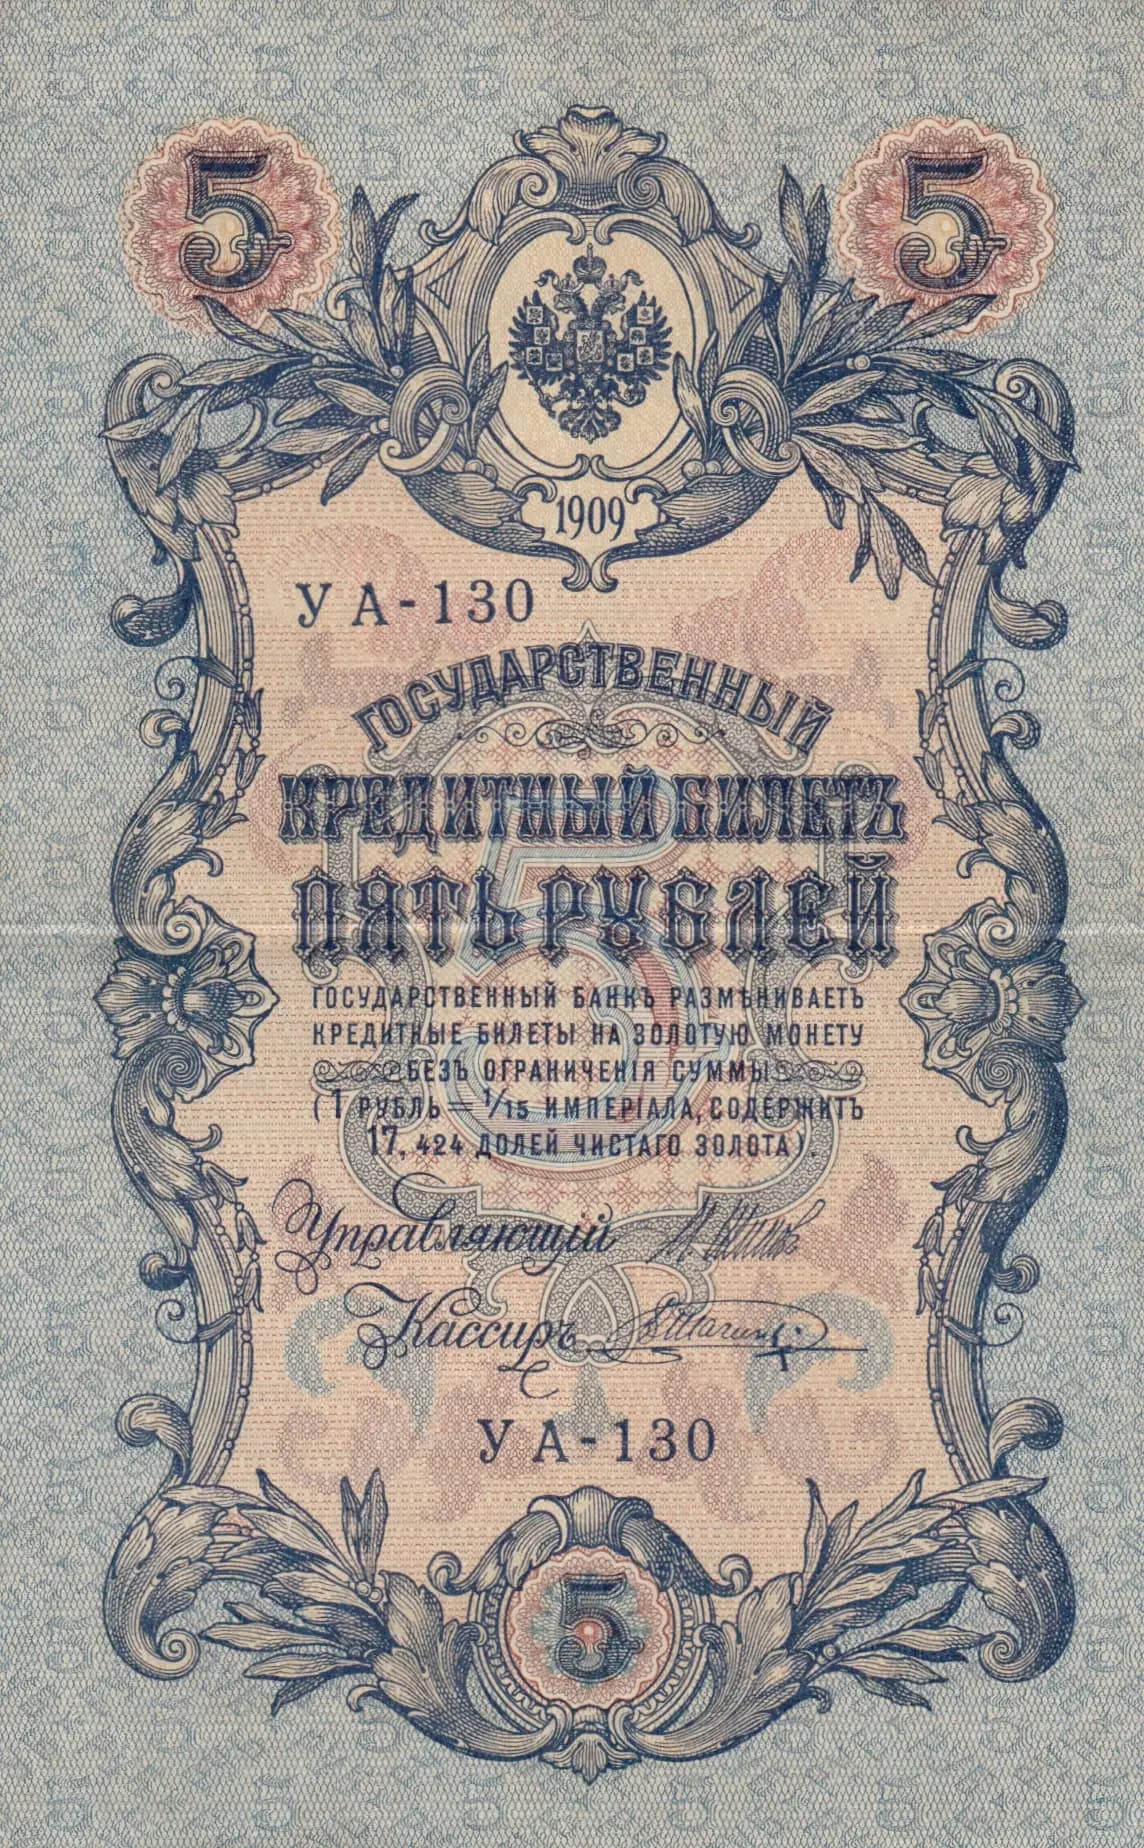 5 5
1909
УА-130
ГОСУДАРСТВЕННЫЙ
КРЕДИТНЫЙ БИЛЕТЪ
ПЯТЬ РУБЛЕЙ
5
ГОСУДАРСТВЕННЫЙ БАНКЪ РАЗМѢНИВАЕТЪ
КРЕДИТНЫЕ БИЛЕТЫ НА ЗОЛОТУЮ МОНЕТУ
БЕЗЪ ОГРАНИЧЕНІЯ СУММЫ
(1 РУБЛЬ = 1/15 ИМПЕРІАЛА, СОДЕРЖИТЪ
17, 424 ДОЛЕЙ ЧИСТАГО ЗОЛОТА).
Управляющій
Кассиръ
УА-130
5